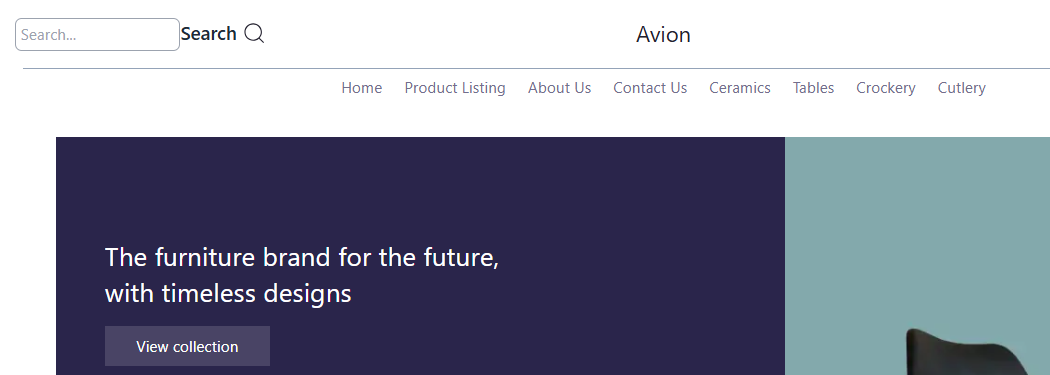 Search...
Search
Avion
Home Product Listing About Us Contact Us Ceramics Tables Crockery Cutlery
The furniture brand for the future,
with timeless designs
View collection